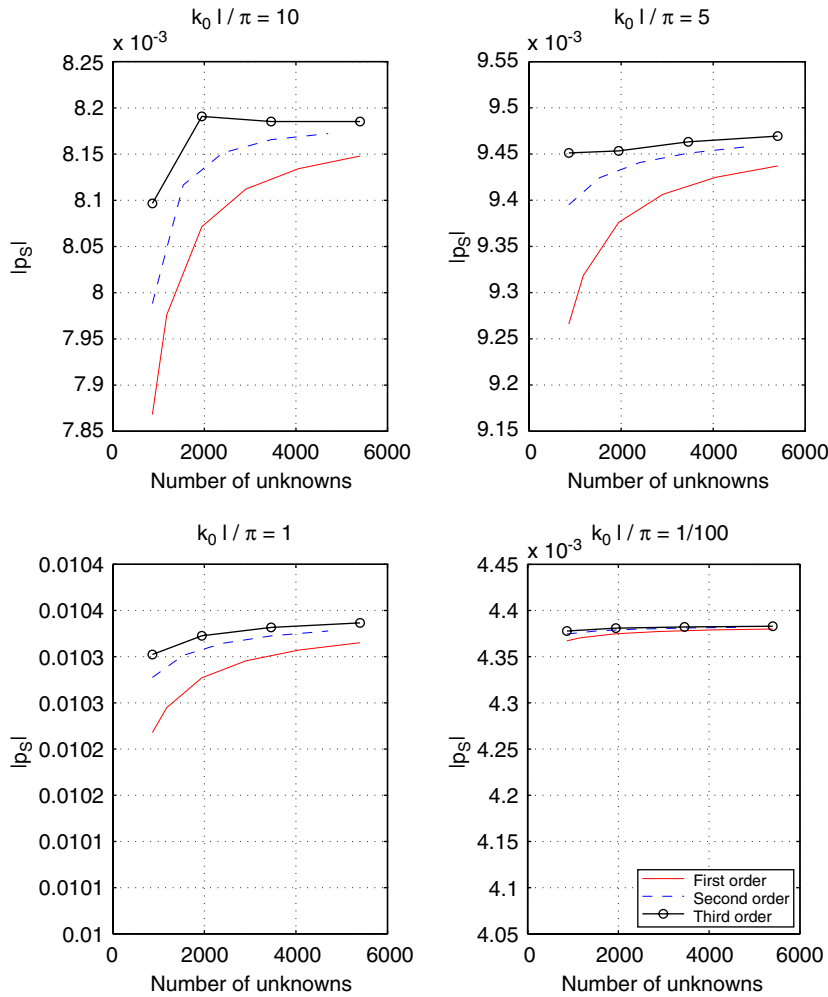 k0 l / π = 10
x 10-3
8.25
8.2
8.15
8.1
8.05
8
7.95
7.9
7.85
|pS|
0 2000 4000 6000
Number of unknowns
k0 l / π = 5
x 10-3
9.55
9.5
9.45
9.4
9.35
9.3
9.25
9.2
9.15
|pS|
0 2000 4000 6000
Number of unknowns
k0 l / π = 1
0.0104
0.0104
0.0103
0.0103
0.0102
0.0102
0.0101
0.0101
0.01
|pS|
0 2000 4000 6000
Number of unknowns
k0 l / π = 1/100
x 10-3
4.45
4.4
4.35
4.3
4.25
4.2
4.15
4.1
4.05
|pS|
First order
Second order
Third order
0 2000 4000 6000
Number of unknowns